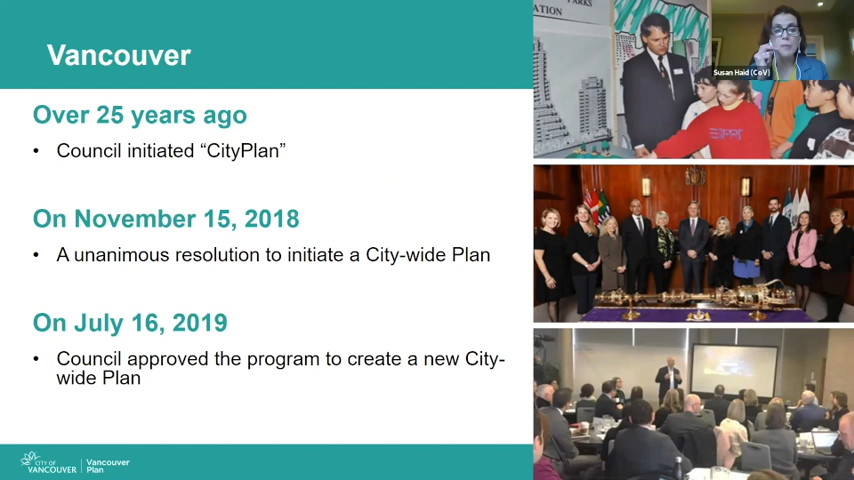 Vancouver
Over 25 years ago
• Council initiated “CityPlan”
On November 15, 2018
• A unanimous resolution to initiate a City-wide Plan
On July 16, 2019
• Council approved the program to create a new City-
wide Plan
CITY OF
VANCOUVER
Vancouver
Plan
PARKS
ATION
Susan Haid (CoV)